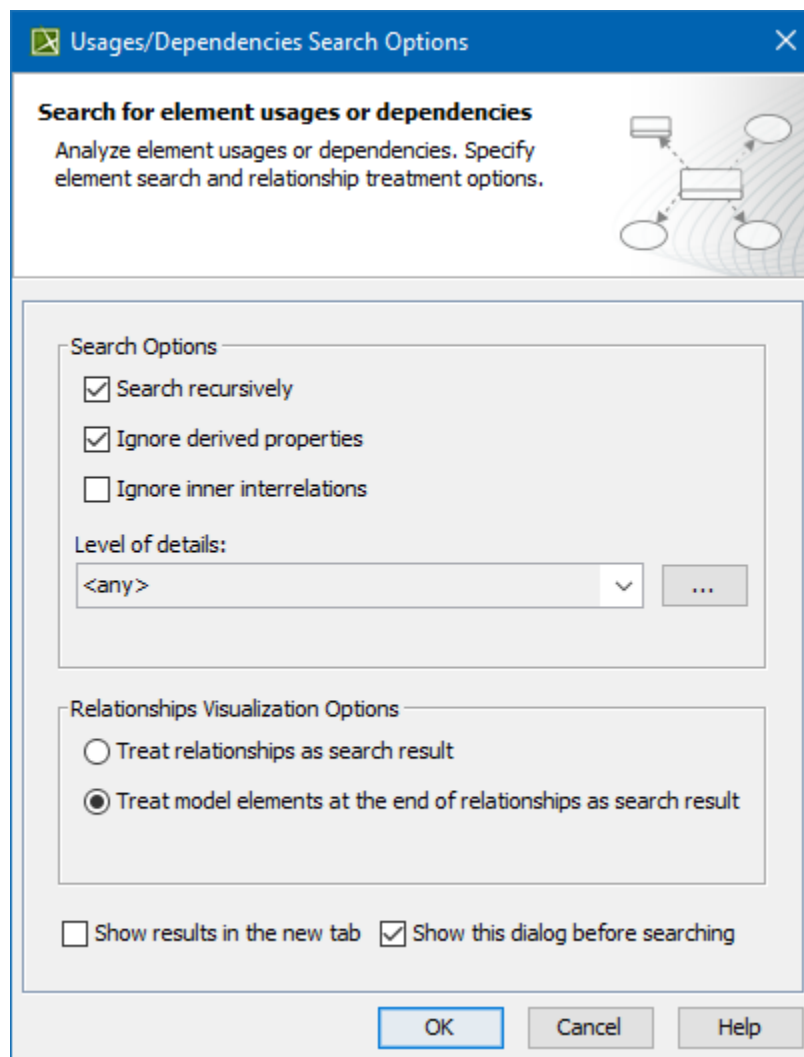 Usages/Dependencies Search Options
Search for element usages or dependencies
Analyze element usages or dependencies. Specify
element search and relationship treatment options.
Search Options
Search recursively
Ignore derived properties
Ignore inner interrelations
Level of details:
<any>
...
Relationships Visualization Options
Treat relationships as search result
Treat model elements at the end of relationships as search result
Show results in the new tab Show this dialog before searching
OK Cancel Help